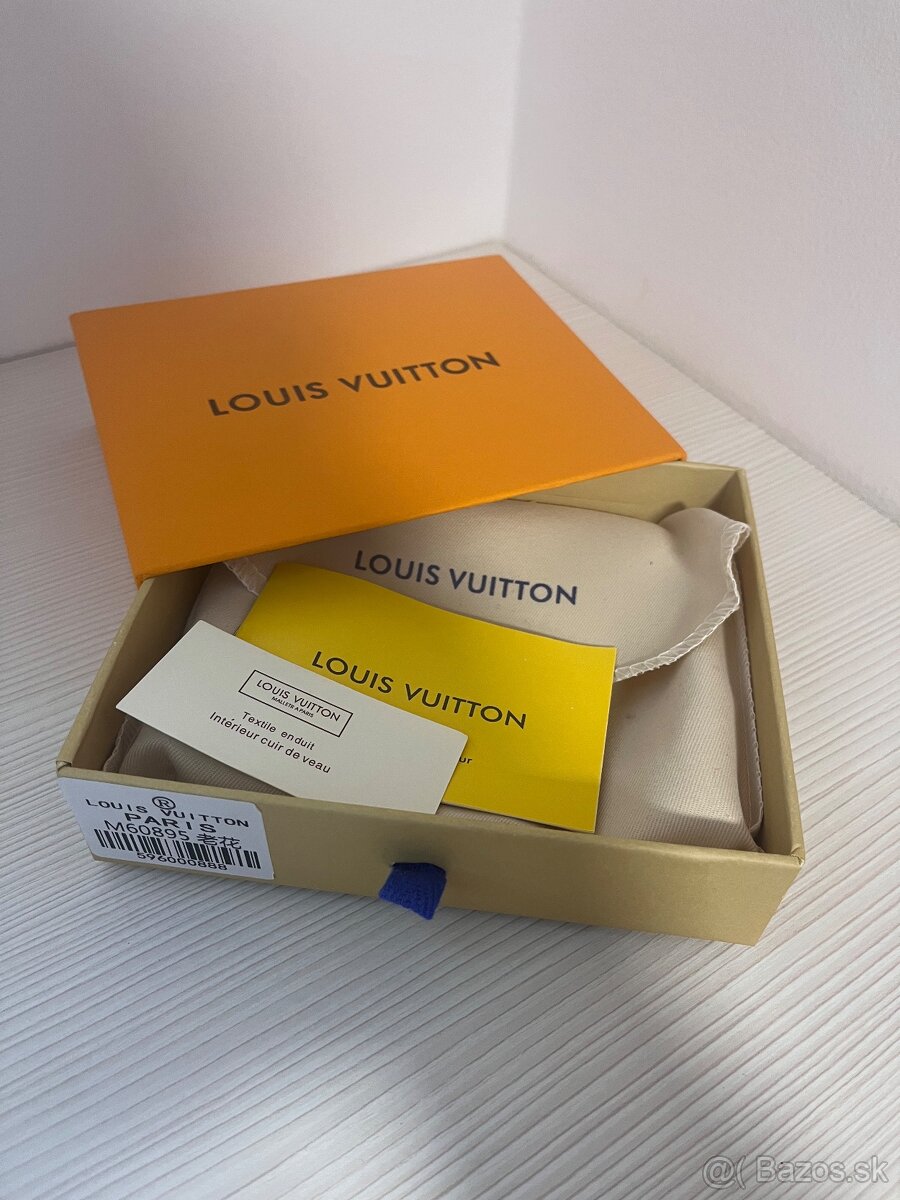 LOUIS VUITTON
LOUIS VUITTON
LOUIS VUITTON
LOUIS VUITTON
MALLETIER A PARIS
Textile enduit
Intérieur cuir de veau
LOUIS ® VUITTON
PARIS
M60895 老花
596000888
@( Bazos.sk